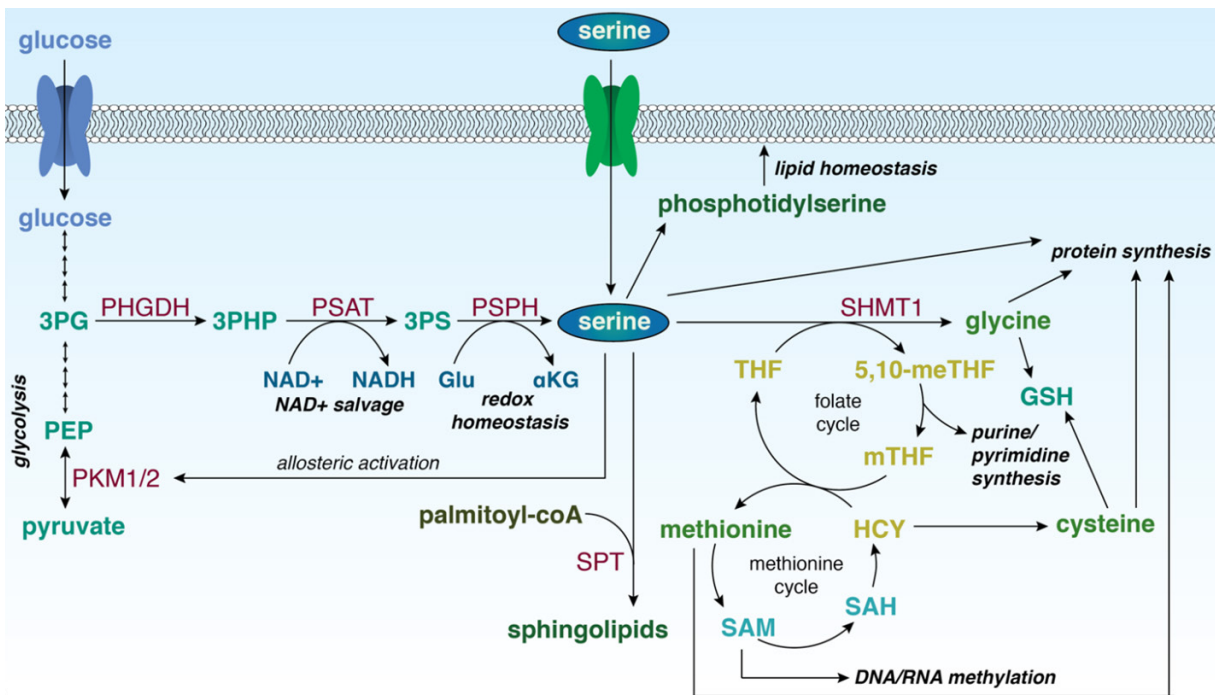 glucose
serine
lipid homeostasis
phosphotidylserine
glucose
protein synthesis
3PG
PHGDH
3PHP
PSAT
3PS
PSPH
serine
SHMT1
glycine
NAD+
NADH
NAD+ salvage
Glu
αKG
redox
homeostasis
THF
5,10-meTHF
GSH
folate
cycle
glycolysis
PEP
mTHF
purine/
pyrimidine
synthesis
allosteric activation
PKM1/2
pyruvate
palmitoyl-coA
methionine
HCY
cysteine
SPT
methionine
cycle
SAH
sphingolipids
SAM
DNA/RNA methylation